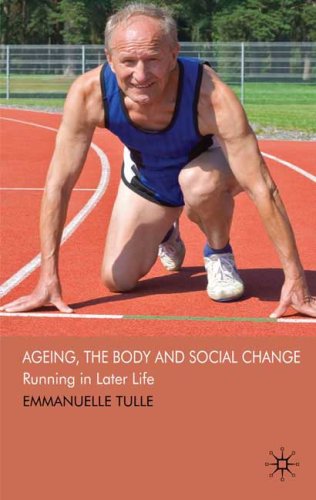 AGEING, THE BODY AND SOCIAL CHANGE
Running in Later Life
EMMANUELLE TULLE